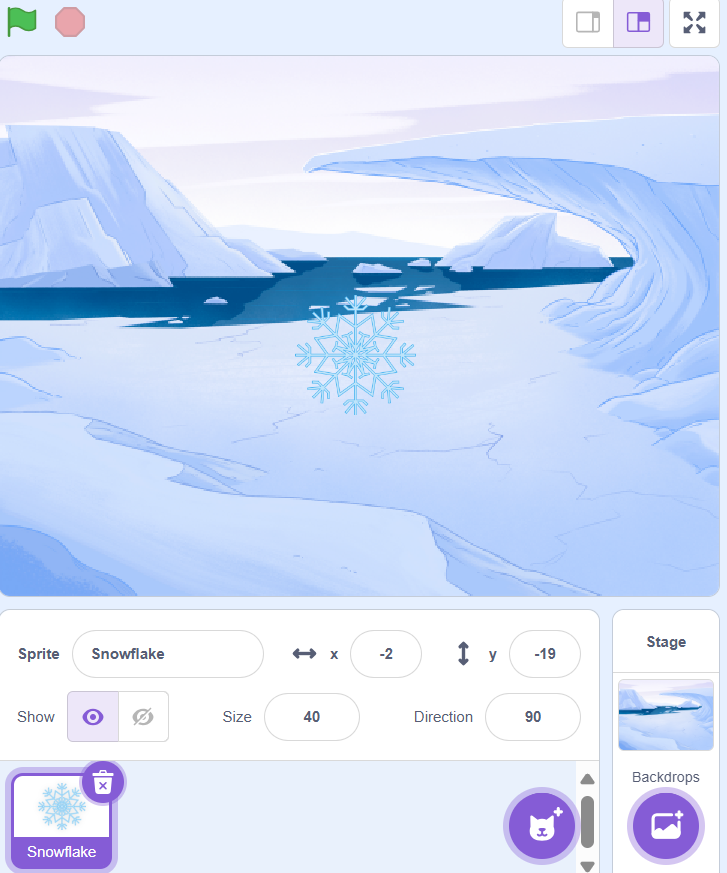 Sprite Snowflake x -2 y -19
Stage
Show Size 40 Direction 90
Backdrops
Snowflake